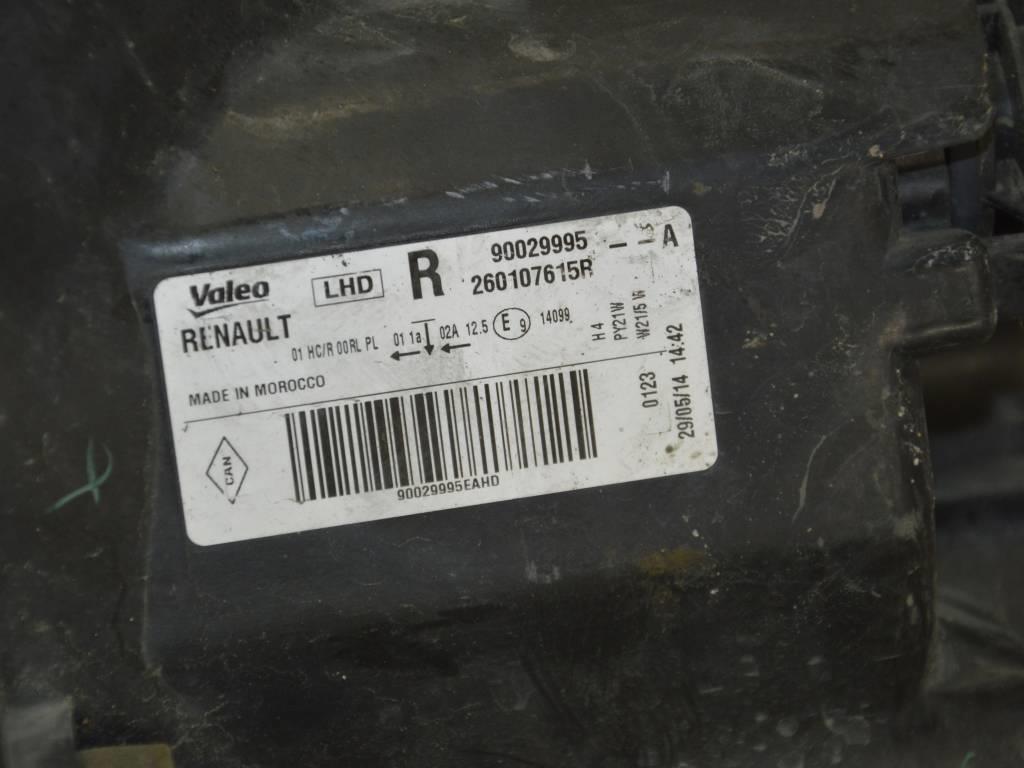 Valeo LHD R 90029995 - - A
RENAULT 260107615R
01 HC/R 00RL PL 01 1a 02A 12.5 E 9 14099
H4
PY21W
W21/5 W
MADE IN MOROCCO
0123
29/05/14 14:42
CAN
90029995EAHD